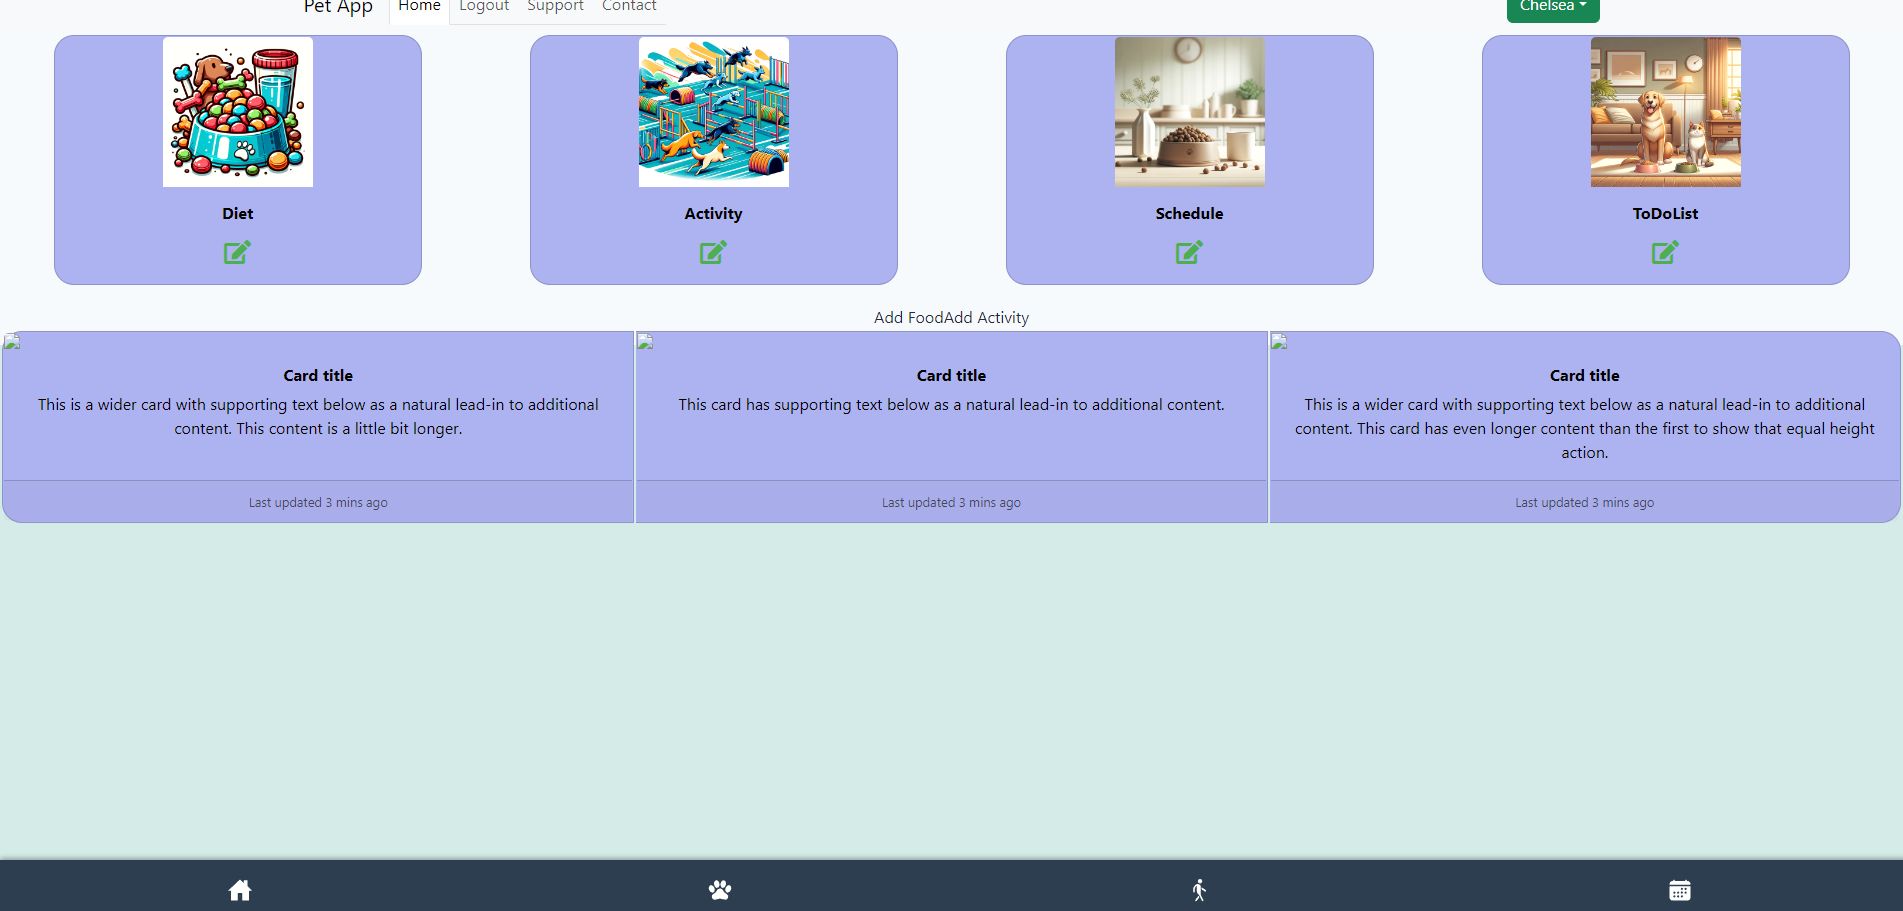 Pet App Home Logout Support Contact Chelsea
Diet Activity Schedule ToDoList
Add FoodAdd Activity
Card title
This is a wider card with supporting text below as a natural lead-in to additional
content. This content is a little bit longer.
Last updated 3 mins ago
Card title
This card has supporting text below as a natural lead-in to additional content.
Last updated 3 mins ago
Card title
This is a wider card with supporting text below as a natural lead-in to additional
content. This card has even longer content than the first to show that equal height
action.
Last updated 3 mins ago